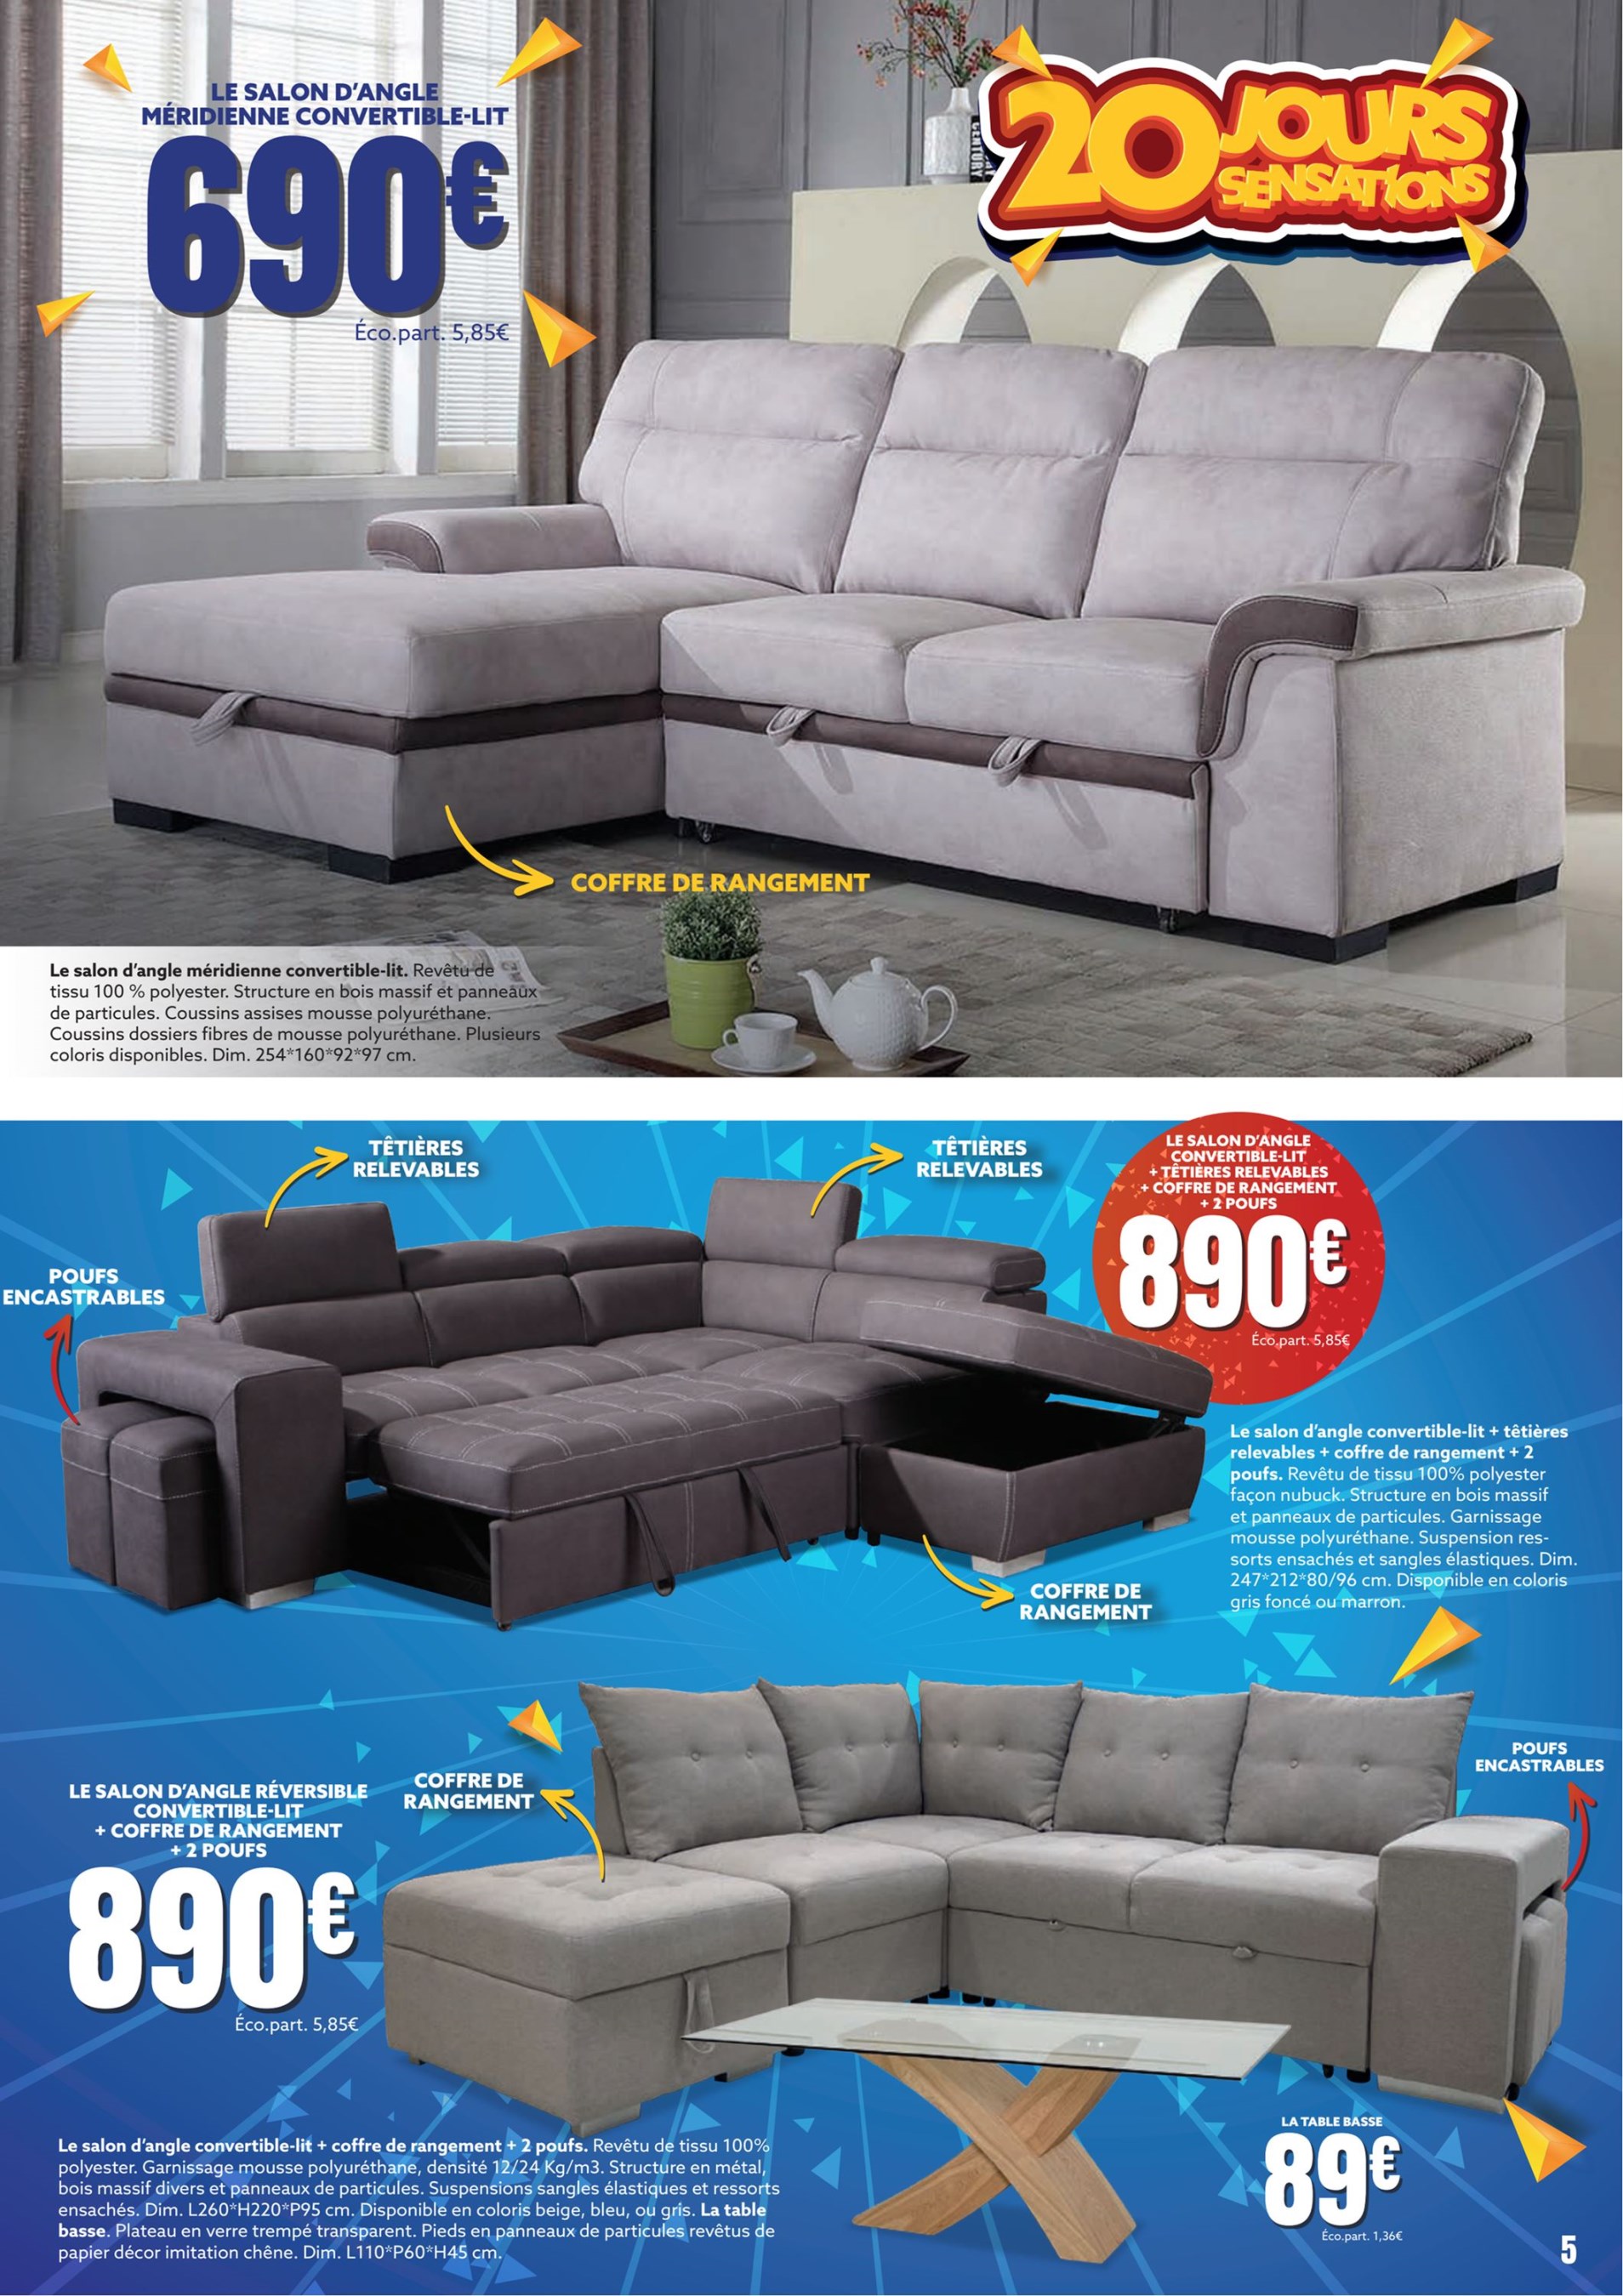 LE SALON D'ANGLE
MÉRIDIENNE CONVERTIBLE-LIT
690€
Éco.part. 5,85€
20 JOURS
SENSATIONS
CENTURY
COFFRE DE RANGEMENT
Le salon d'angle méridienne convertible-lit. Revêtu de
tissu 100 % polyester. Structure en bois massif et panneaux
de particules. Coussins assises mousse polyuréthane.
Coussins dossiers fibres de mousse polyuréthane. Plusieurs
coloris disponibles. Dim. 254*160*92*97 cm.
TÊTIÈRES
RELEVABLES
TÊTIÈRES
RELEVABLES
LE SALON D'ANGLE
CONVERTIBLE-LIT
+ TÊTIÈRES RELEVABLES
+ COFFRE DE RANGEMENT
+ 2 POUFS
890€
Éco.part. 5,85€
POUFS
ENCASTRABLES
Le salon d'angle convertible-lit + têtières
relevables + coffre de rangement + 2
poufs. Revêtu de tissu 100% polyester
façon nubuck. Structure en bois massif
et panneaux de particules. Garnissage
mousse polyuréthane. Suspension res-
sorts ensachés et sangles élastiques. Dim.
247*212*80/96 cm. Disponible en coloris
gris foncé ou marron.
COFFRE DE
RANGEMENT
LE SALON D'ANGLE RÉVERSIBLE
CONVERTIBLE-LIT
+ COFFRE DE RANGEMENT
+ 2 POUFS
890€
Éco.part. 5,85€
COFFRE DE
RANGEMENT
POUFS
ENCASTRABLES
Le salon d'angle convertible-lit + coffre de rangement + 2 poufs. Revêtu de tissu 100%
polyester. Garnissage mousse polyuréthane, densité 12/24 Kg/m3. Structure en métal,
bois massif divers et panneaux de particules. Suspensions sangles élastiques et ressorts
ensachés. Dim. L260*H220*P95 cm. Disponible en coloris beige, bleu, ou gris. La table
basse. Plateau en verre trempé transparent. Pieds en panneaux de particules revêtus de
papier décor imitation chêne. Dim. L110*P60*H45 cm.
LA TABLE BASSE
89€
Éco.part. 1,36€
5